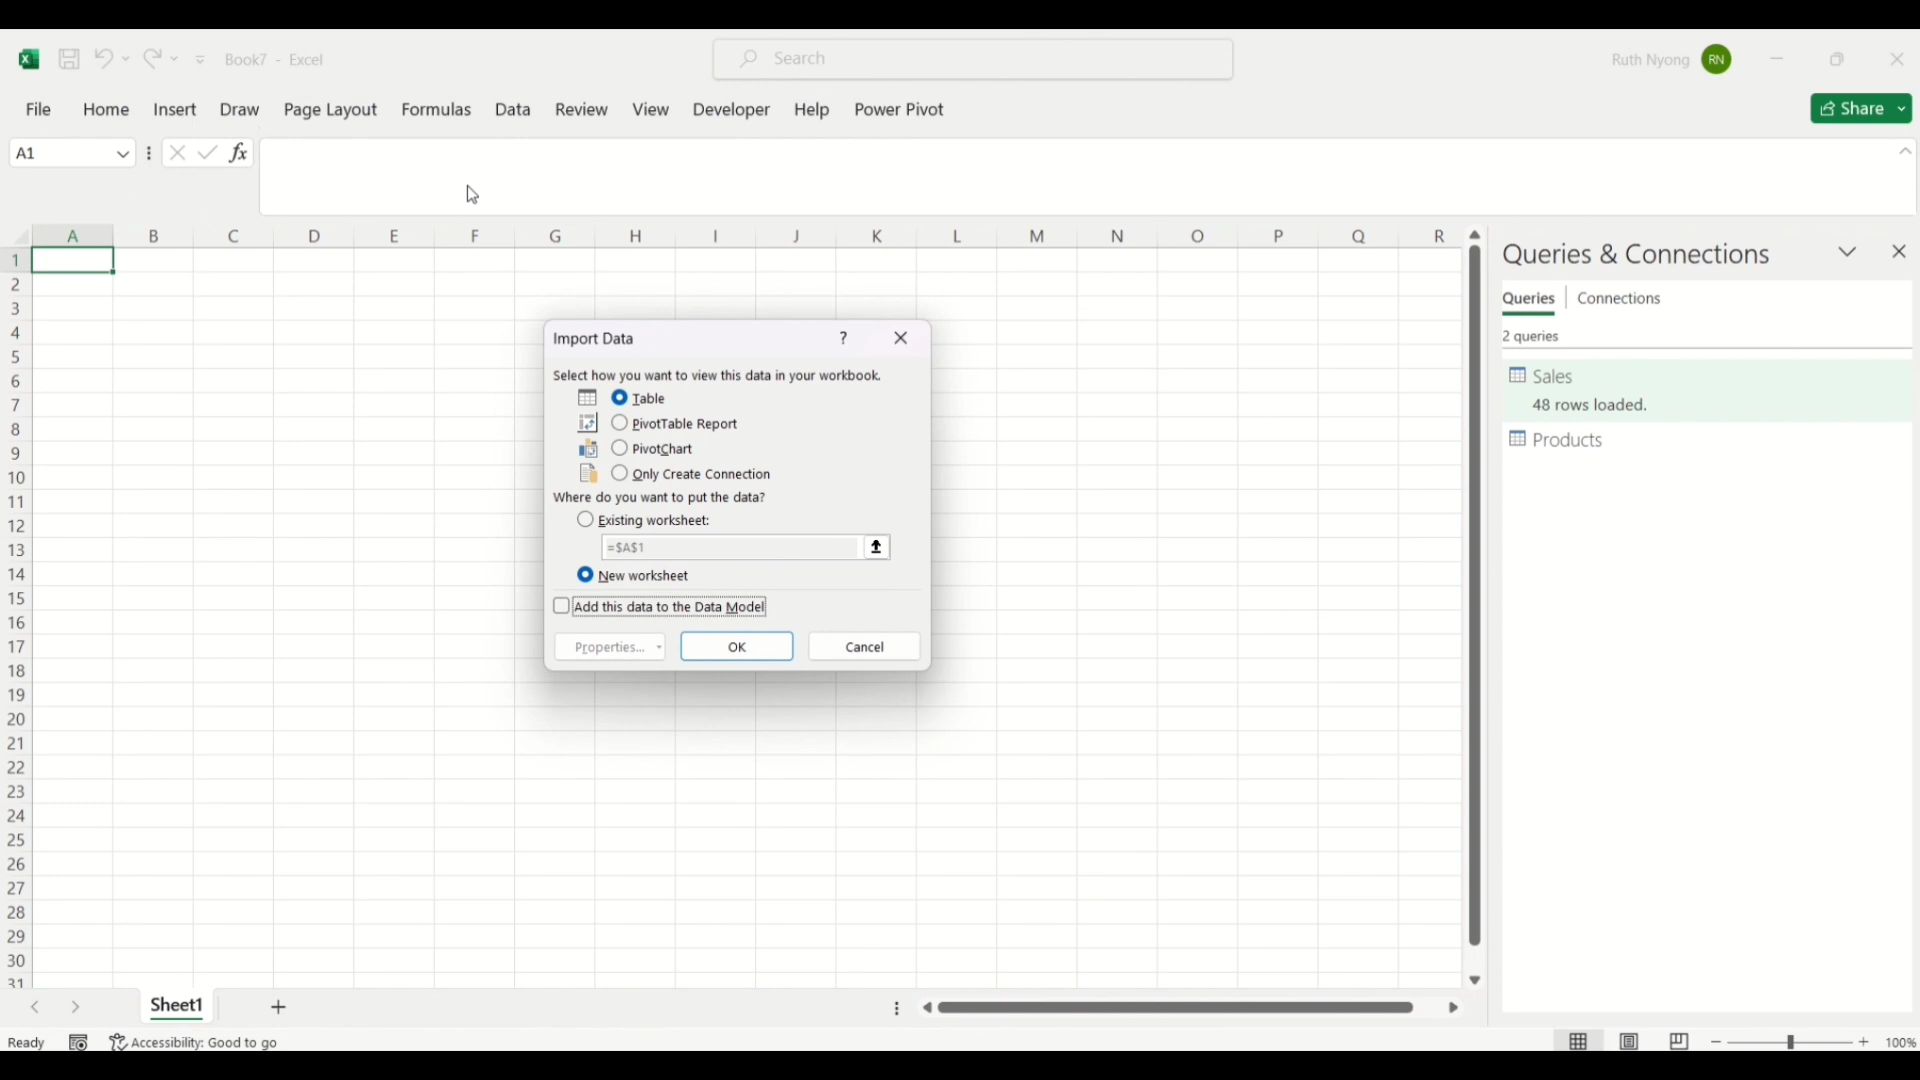 Book7 - Excel
Search
Ruth Nyong RN
File Home Insert Draw Page Layout Formulas Data Review View Developer Help Power Pivot
Share
A1 fx
A B C D E F G H I J K L M N O P Q R
1
2
3
4
5
6
7
8
9
10
11
12
13
14
15
16
17
18
19
20
21
22
23
24
25
26
27
28
29
30
31
Import Data ?
Select how you want to view this data in your workbook.
Table
PivotTable Report
PivotChart
Only Create Connection
Where do you want to put the data?
Existing worksheet:
=$A$1
New worksheet
Add this data to the Data Model
Properties... OK Cancel
Queries & Connections
Queries Connections
2 queries
Sales
48 rows loaded.
Products
Sheet1
Ready Accessibility: Good to go 100%